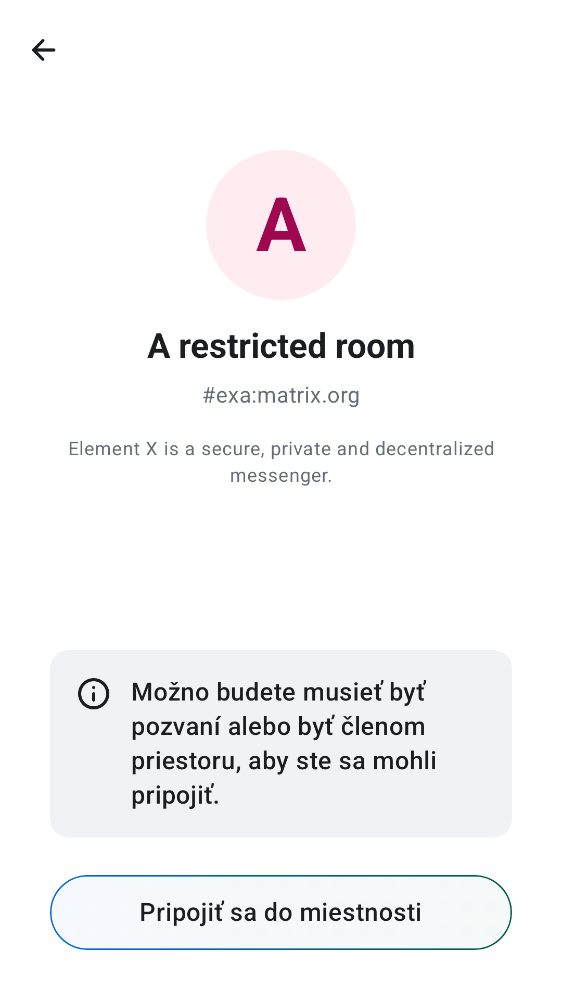 A
A restricted room
#exa:matrix.org
Element X is a secure, private and decentralized
messenger.
Možno budete musieť byť
pozvaní alebo byť členom
priestoru, aby ste sa mohli
pripojiť.
Pripojiť sa do miestnosti